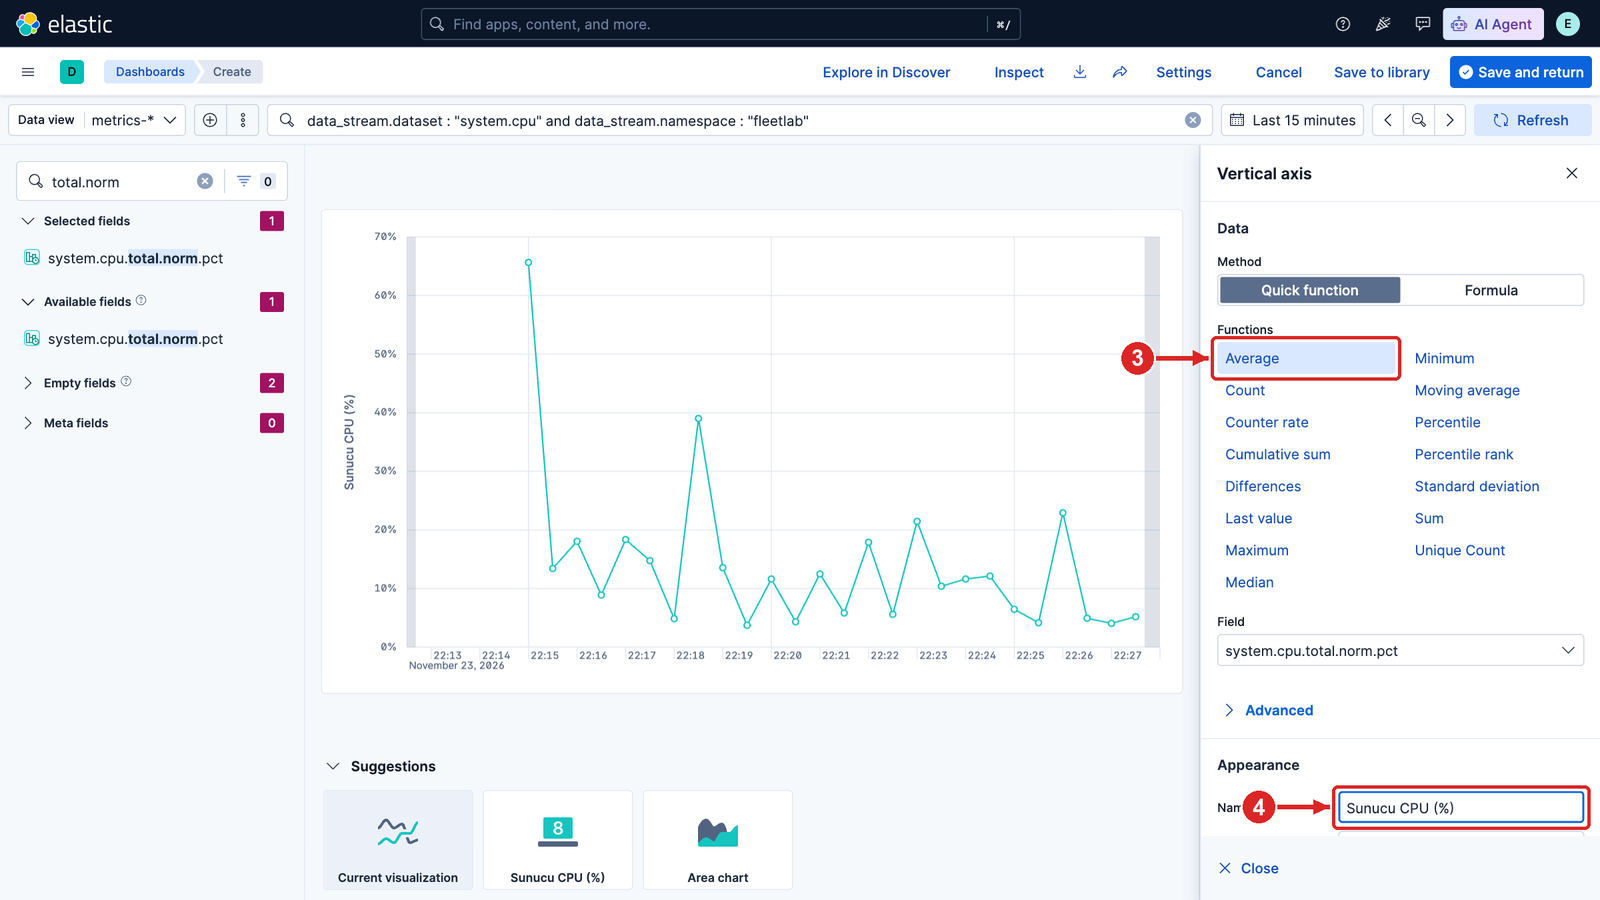 elastic
Find apps, content, and more.
⌘/
AI Agent
E
D
Dashboards
Create
Explore in Discover
Inspect
Settings
Cancel
Save to library
Save and return
Data view
metrics-*
data_stream.dataset : "system.cpu" and data_stream.namespace : "fleetlab"
Last 15 minutes
Refresh
total.norm
0
Selected fields
1
system.cpu.total.norm.pct
Available fields
1
system.cpu.total.norm.pct
Empty fields
2
Meta fields
0
Sunucu CPU (%)
70%
60%
50%
40%
30%
20%
10%
0%
22:13 22:14 22:15 22:16 22:17 22:18 22:19 22:20 22:21 22:22 22:23 22:24 22:25 22:26 22:27
November 23, 2026
Suggestions
Current visualization
8
Sunucu CPU (%)
Area chart
Vertical axis
Data
Method
Quick function
Formula
Functions
3
Average
Minimum
Count
Moving average
Counter rate
Percentile
Cumulative sum
Percentile rank
Differences
Standard deviation
Last value
Sum
Maximum
Unique Count
Median
Field
system.cpu.total.norm.pct
Advanced
Appearance
4
Sunucu CPU (%)
Close